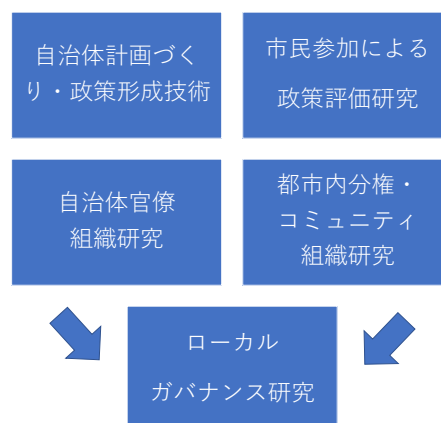 自治体計画づく
り・政策形成技術
市民参加による
政策評価研究
自治体官僚
組織研究
都市内分権・
コミュニティ
組織研究
ローカル
ガバナンス研究